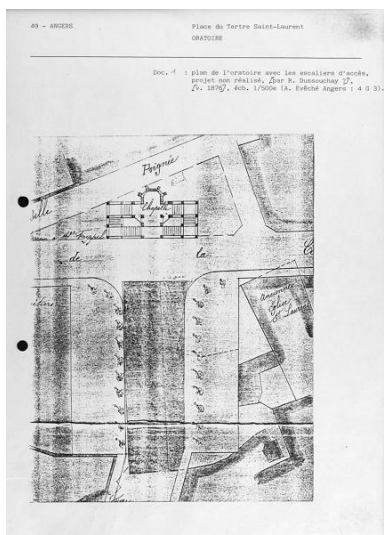 49 - ANGERS
Place du Tertre Saint-Laurent
ORATOIRE
Doc. 1 : plan de l'oratoire avec les escaliers d'accès,
projet non réalisé, [par R. Dussouchay ?],
[v. 1876], éch. 1/500e (A. Evêché Angers : 4 G 3).
Poignée
Chapelle
de la